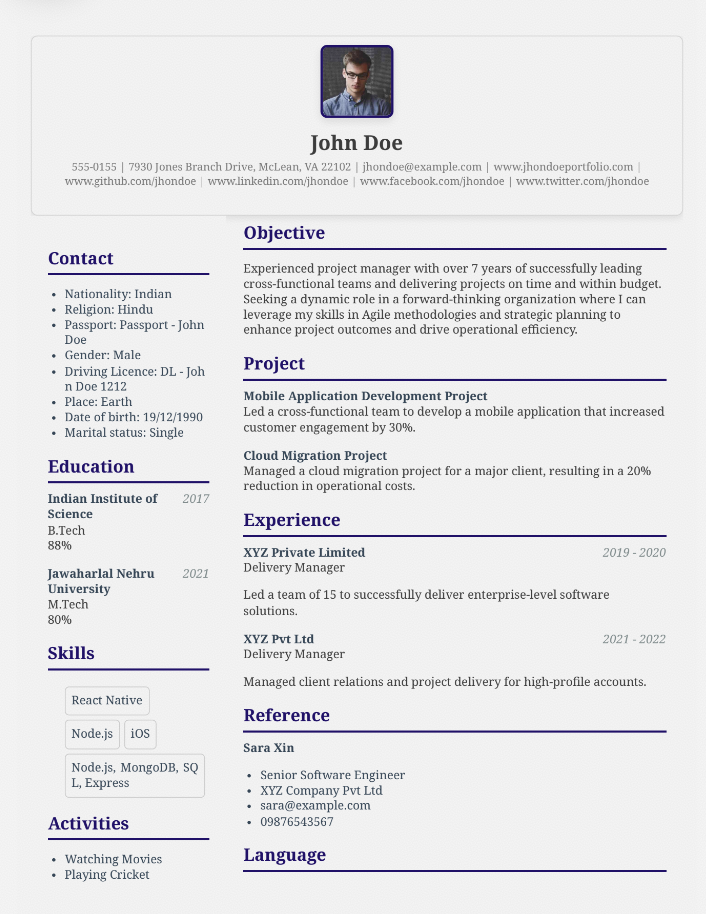 John Doe
555-0155 | 7930 Jones Branch Drive, McLean, VA 22102 | jhondoe@example.com | www.jhondoeportfolio.com |
www.github.com/jhondoe | www.linkedin.com/jhondoe | www.facebook.com/jhondoe | www.twitter.com/jhondoe
Contact
• Nationality: Indian
• Religion: Hindu
• Passport: Passport - John
Doe
• Gender: Male
• Driving Licence: DL - Joh
n Doe 1212
• Place: Earth
• Date of birth: 19/12/1990
• Marital status: Single
Education
Indian Institute of 2017
Science
B.Tech
88%
Jawaharlal Nehru 2021
University
M.Tech
80%
Skills
React Native
Node.js iOS
Node.js, MongoDB, SQ
L, Express
Activities
• Watching Movies
• Playing Cricket
Objective
Experienced project manager with over 7 years of successfully leading
cross-functional teams and delivering projects on time and within budget.
Seeking a dynamic role in a forward-thinking organization where I can
leverage my skills in Agile methodologies and strategic planning to
enhance project outcomes and drive operational efficiency.
Project
Mobile Application Development Project
Led a cross-functional team to develop a mobile application that increased
customer engagement by 30%.
Cloud Migration Project
Managed a cloud migration project for a major client, resulting in a 20%
reduction in operational costs.
Experience
XYZ Private Limited 2019 - 2020
Delivery Manager
Led a team of 15 to successfully deliver enterprise-level software
solutions.
XYZ Pvt Ltd 2021 - 2022
Delivery Manager
Managed client relations and project delivery for high-profile accounts.
Reference
Sara Xin
• Senior Software Engineer
• XYZ Company Pvt Ltd
• sara@example.com
• 09876543567
Language